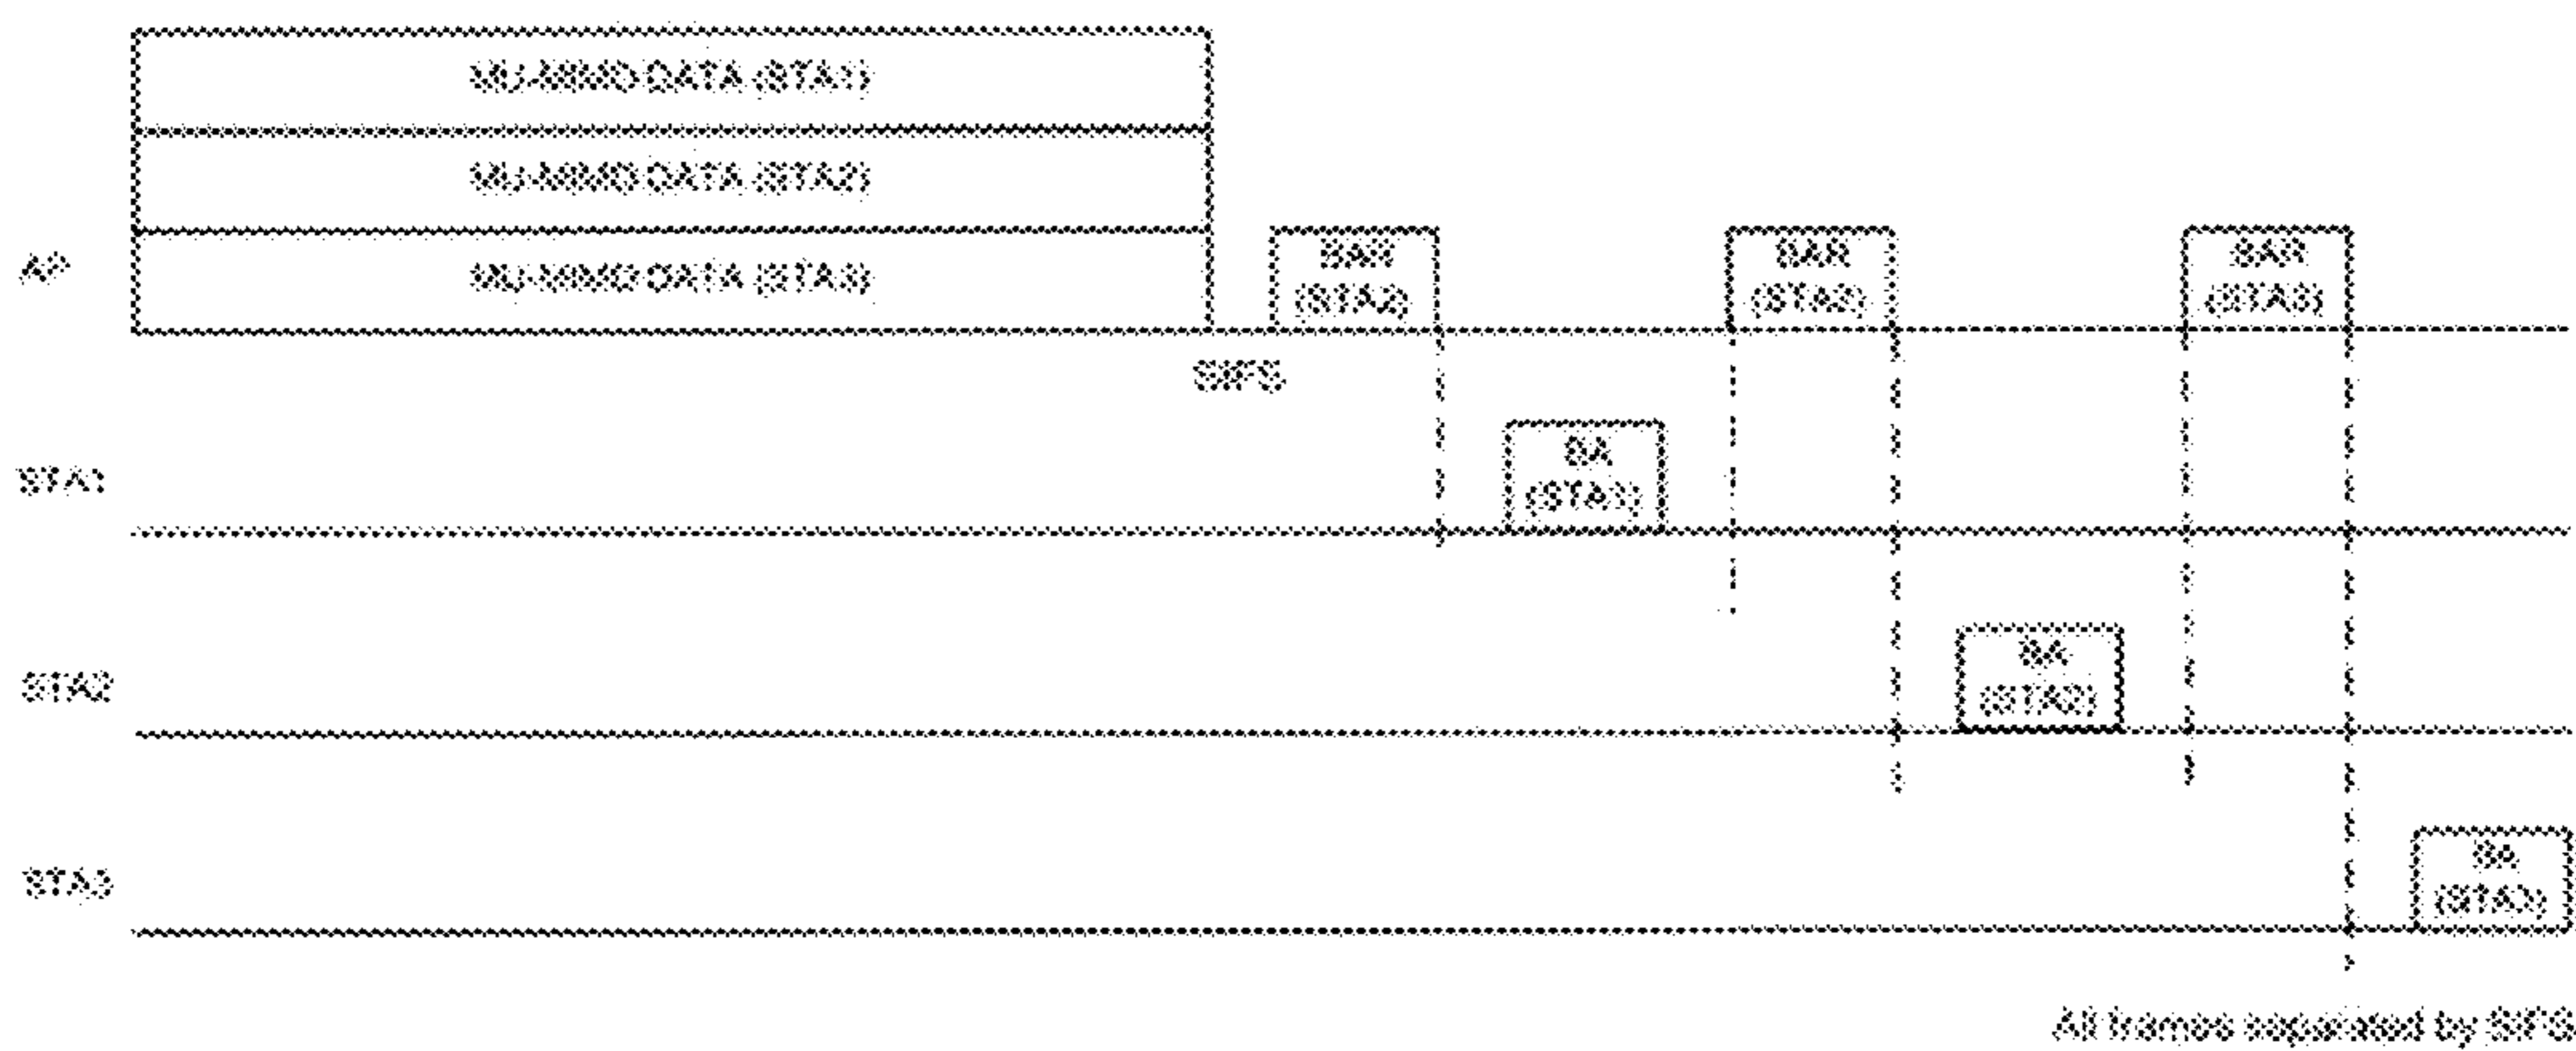 MU-MIMO DATA (STA1)
MU-MIMO DATA (STA2)
MU-MIMO DATA (STA3)
AP
BAR
(STA2)
BAR
(STA2)
BAR
(STA3)
SIFS
STA1
BA
(STA1)
STA2
BA
(STA2)
STA3
BA
(STA3)
All frames separated by SIFS